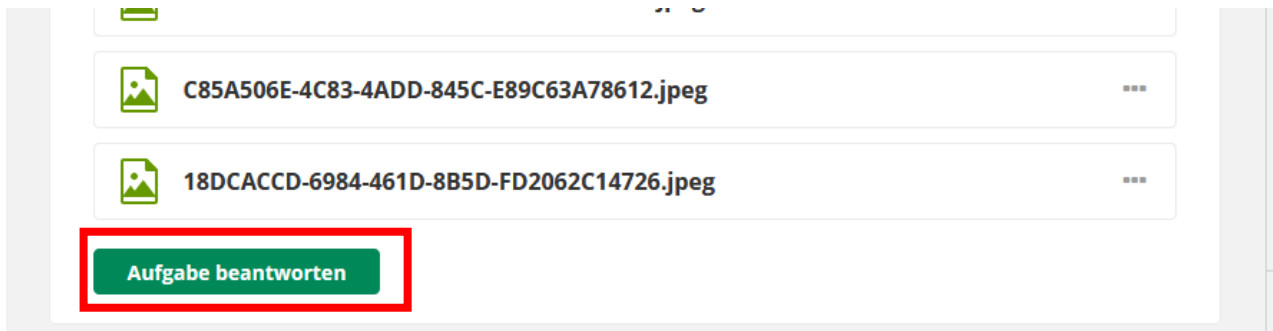 C85A506E-4C83-4ADD-845C-E89C63A78612.jpeg
18DCACCD-6984-461D-8B5D-FD2062C14726.jpeg
Aufgabe beantworten